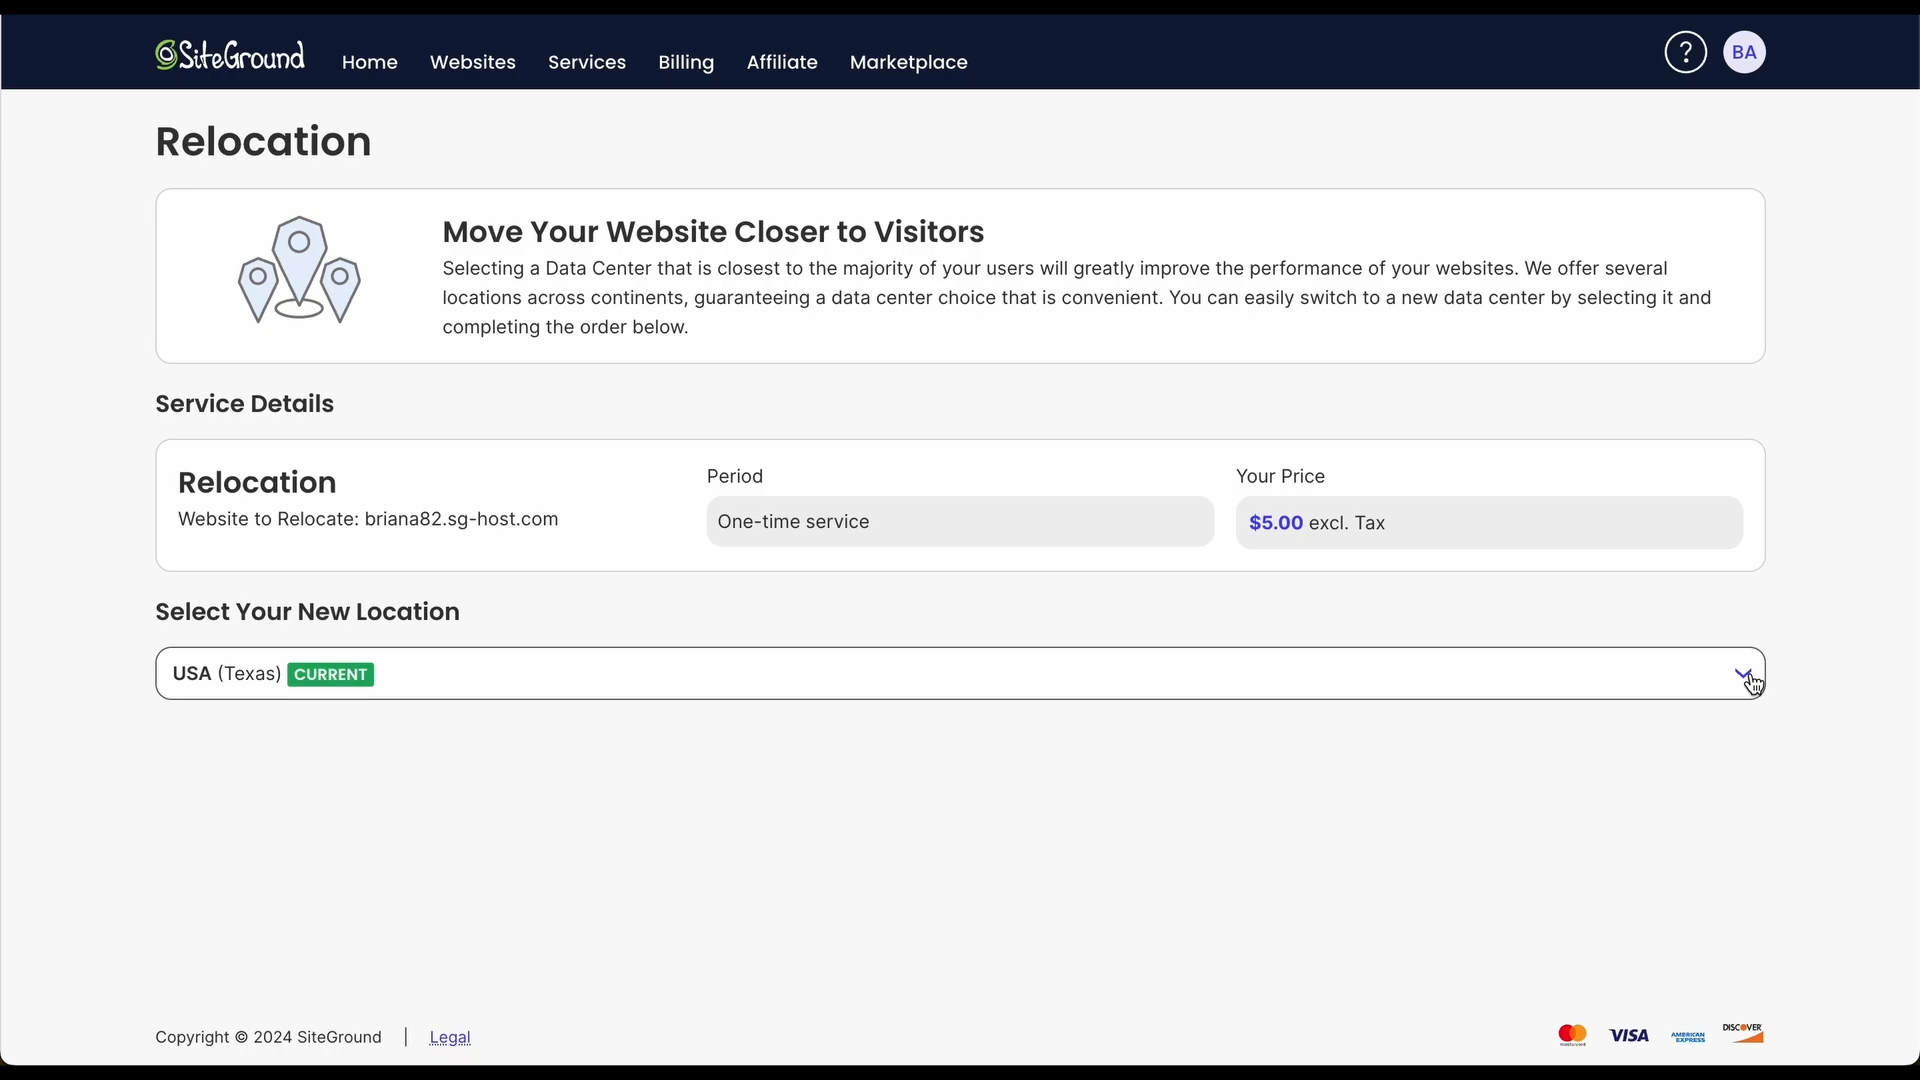 SiteGround Home Websites Services Billing Affiliate Marketplace ? BA
Relocation
Move Your Website Closer to Visitors
Selecting a Data Center that is closest to the majority of your users will greatly improve the performance of your websites. We offer several
locations across continents, guaranteeing a data center choice that is convenient. You can easily switch to a new data center by selecting it and
completing the order below.
Service Details
Relocation
Website to Relocate: briana82.sg-host.com
Period
One-time service
Your Price
$5.00 excl. Tax
Select Your New Location
USA (Texas) CURRENT
Copyright © 2024 SiteGround | Legal
mastercard VISA AMERICAN EXPRESS DISCOVER